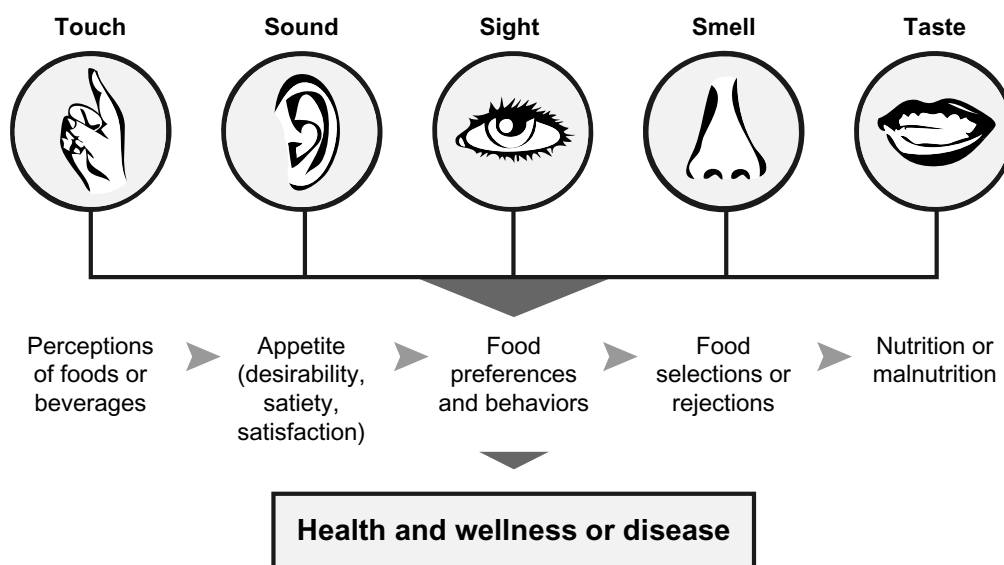 Touch
Sound
Sight
Smell
Taste
Perceptions
of foods or
beverages
Appetite
(desirability,
satiety,
satisfaction)
Food
preferences
and behaviors
Food
selections or
rejections
Nutrition or
malnutrition
Health and wellness or disease